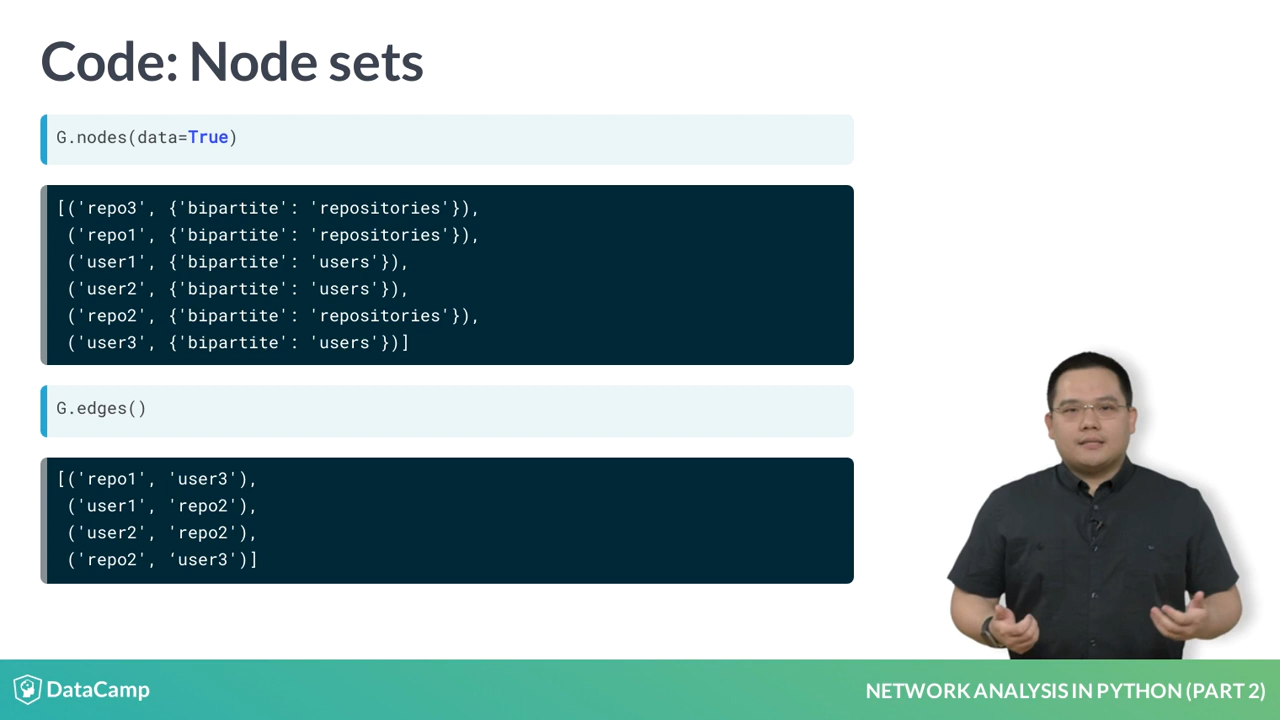 Code: Node sets
G.nodes(data=True)
[('repo3', {'bipartite': 'repositories'}),
('repo1', {'bipartite': 'repositories'}),
('user1', {'bipartite': 'users'}),
('user2', {'bipartite': 'users'}),
('repo2', {'bipartite': 'repositories'}),
('user3', {'bipartite': 'users'})]
G.edges()
[('repo1', 'user3'),
('user1', 'repo2'),
('user2', 'repo2'),
('repo2', ‘user3')]
DataCamp
NETWORK ANALYSIS IN PYTHON (PART 2)